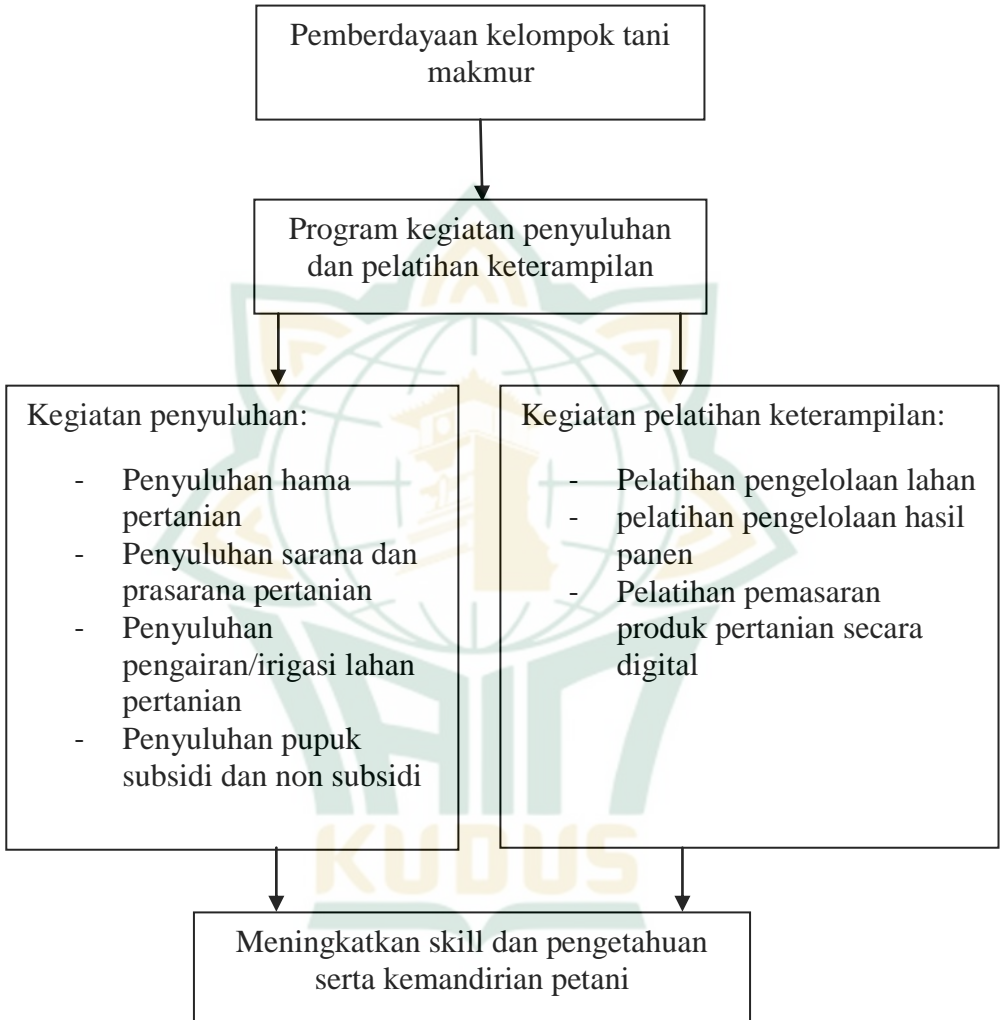 Pemberdayaan kelompok tani
makmur
Program kegiatan penyuluhan
dan pelatihan keterampilan
Kegiatan penyuluhan:
- Penyuluhan hama
pertanian
- Penyuluhan sarana dan
prasarana pertanian
- Penyuluhan
pengairan/irigasi lahan
pertanian
- Penyuluhan pupuk
subsidi dan non subsidi
Kegiatan pelatihan keterampilan:
- Pelatihan pengelolaan lahan
- pelatihan pengelolaan hasil
panen
- Pelatihan pemasaran
produk pertanian secara
digital
KUDUS
Meningkatkan skill dan pengetahuan
serta kemandirian petani